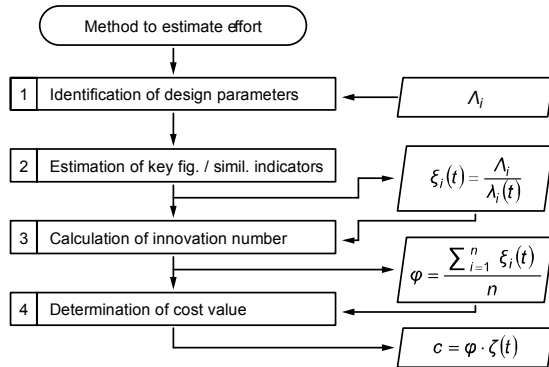 Method to estimate effort
1 Identification of design parameters
Λi
2 Estimation of key fig. / simil. indicators
ξi(t) = Λi / λi(t)
3 Calculation of innovation number
φ = ∑ni=1 ξi(t) / n
4 Determination of cost value
c = φ · ζ(t)